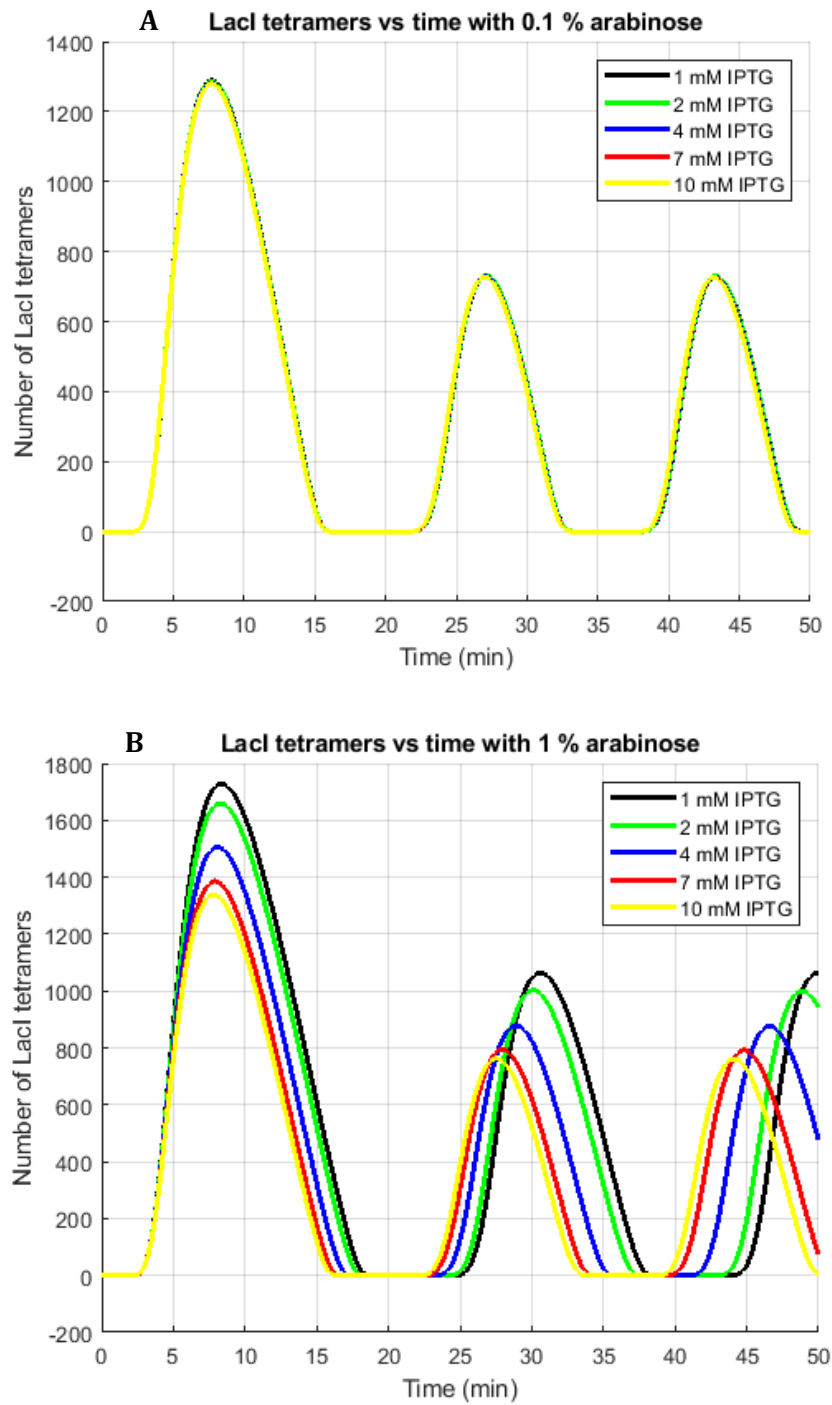 A LacI tetramers vs time with 0.1 % arabinose
1400
1200
1000
800
600
400
200
0
-200
Number of LacI tetramers
1 mM IPTG
2 mM IPTG
4 mM IPTG
7 mM IPTG
10 mM IPTG
0 5 10 15 20 25 30 35 40 45 50
Time (min)
B LacI tetramers vs time with 1 % arabinose
1800
1600
1400
1200
1000
800
600
400
200
0
-200
Number of LacI tetramers
1 mM IPTG
2 mM IPTG
4 mM IPTG
7 mM IPTG
10 mM IPTG
0 5 10 15 20 25 30 35 40 45 50
Time (min)